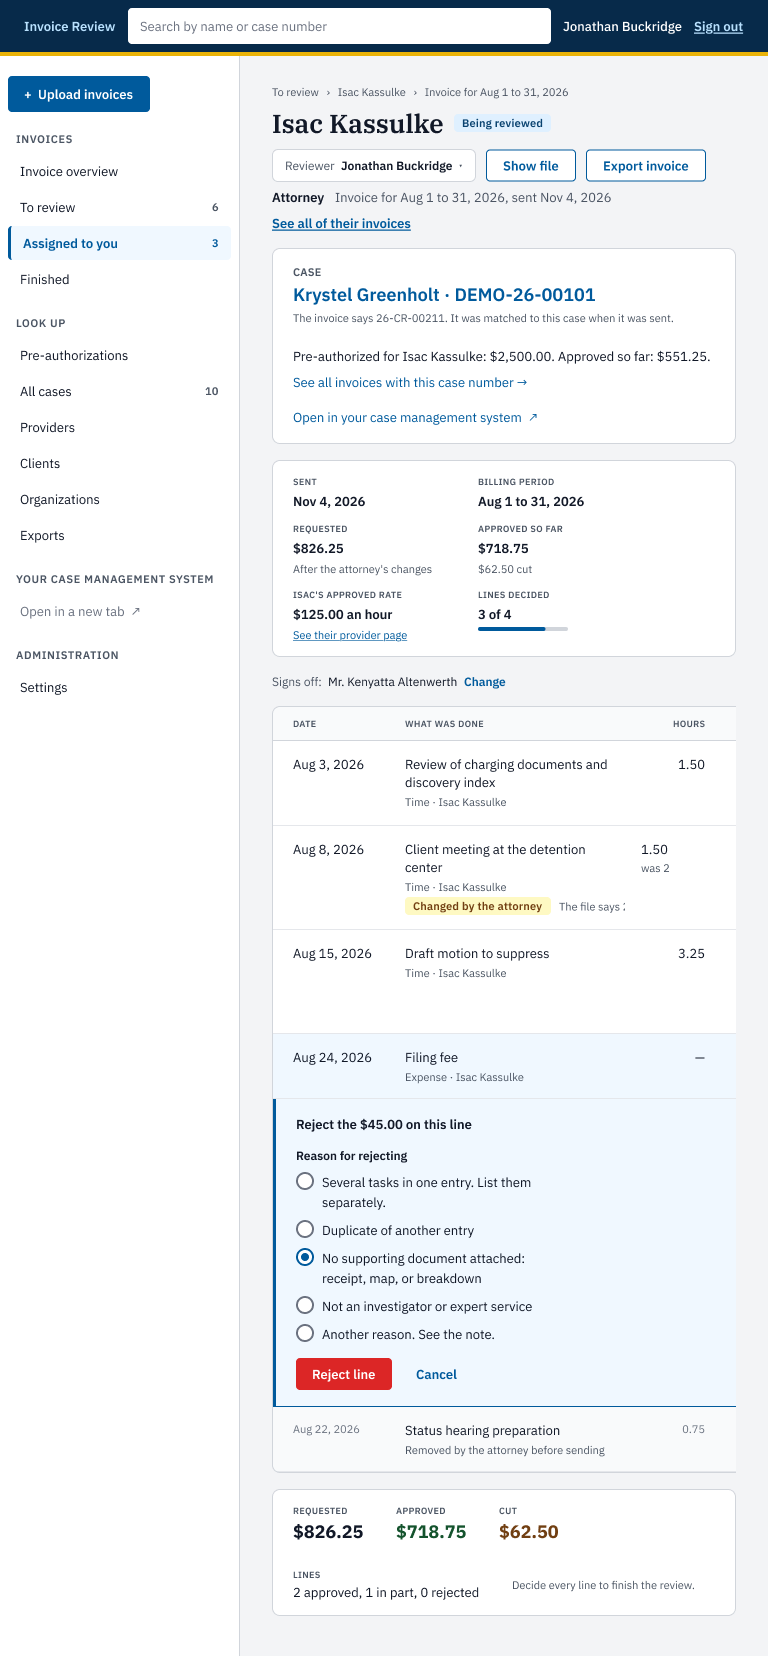 Invoice Review
Search by name or case number
Jonathan Buckridge
Sign out
+ Upload invoices
INVOICES
Invoice overview
To review 6
Assigned to you 3
Finished
LOOK UP
Pre-authorizations
All cases 10
Providers
Clients
Organizations
Exports
YOUR CASE MANAGEMENT SYSTEM
Open in a new tab ↗
ADMINISTRATION
Settings
To review › Isac Kassulke › Invoice for Aug 1 to 31, 2026
Isac Kassulke Being reviewed
Reviewer Jonathan Buckridge ·
Show file
Export invoice
Attorney Invoice for Aug 1 to 31, 2026, sent Nov 4, 2026
See all of their invoices
CASE
Krystel Greenholt · DEMO-26-00101
The invoice says 26-CR-00211. It was matched to this case when it was sent.
Pre-authorized for Isac Kassulke: $2,500.00. Approved so far: $551.25.
See all invoices with this case number →
Open in your case management system ↗
SENT
Nov 4, 2026
BILLING PERIOD
Aug 1 to 31, 2026
REQUESTED
$826.25
After the attorney's changes
APPROVED SO FAR
$718.75
$62.50 cut
ISAC'S APPROVED RATE
$125.00 an hour
See their provider page
LINES DECIDED
3 of 4
Signs off: Mr. Kenyatta Altenwerth Change
DATE WHAT WAS DONE HOURS
Aug 3, 2026 Review of charging documents and 1.50
discovery index
Time · Isac Kassulke
Aug 8, 2026 Client meeting at the detention 1.50
center was 2
Time · Isac Kassulke
Changed by the attorney The file says
Aug 15, 2026 Draft motion to suppress 3.25
Time · Isac Kassulke
Aug 24, 2026 Filing fee —
Expense · Isac Kassulke
Reject the $45.00 on this line
Reason for rejecting
Several tasks in one entry. List them
separately.
Duplicate of another entry
No supporting document attached:
receipt, map, or breakdown
Not an investigator or expert service
Another reason. See the note.
Reject line Cancel
Aug 22, 2026 Status hearing preparation 0.75
Removed by the attorney before sending
REQUESTED APPROVED CUT
$826.25 $718.75 $62.50
LINES
2 approved, 1 in part, 0 rejected
Decide every line to finish the review.